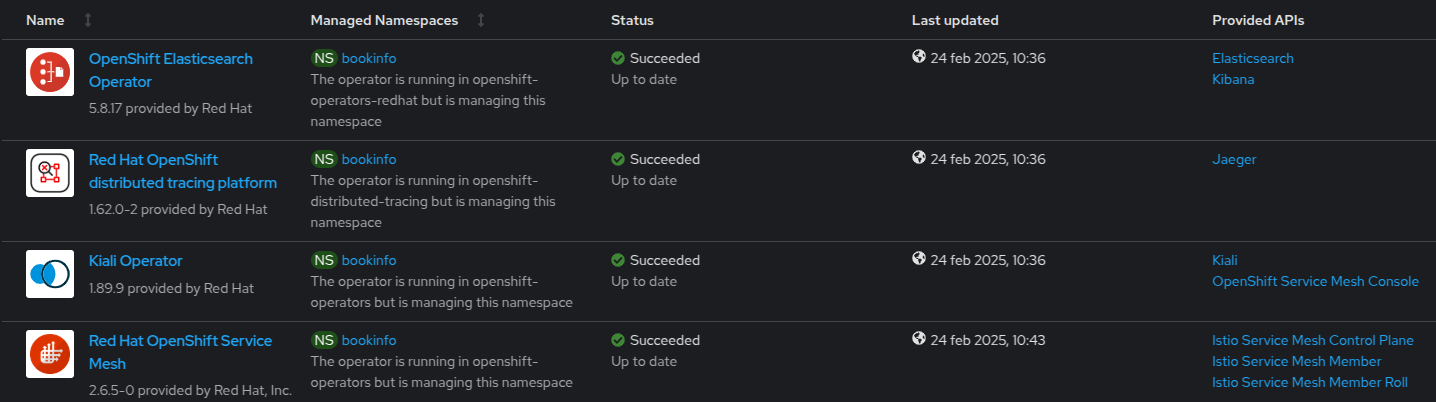 Name Managed Namespaces Status Last updated Provided APIs
OpenShift Elasticsearch
Operator
5.8.17 provided by Red Hat
NS bookinfo
The operator is running in openshift-
operators-redhat but is managing this
namespace
Succeeded
Up to date
24 feb 2025, 10:36
Elasticsearch
Kibana
Red Hat OpenShift
distributed tracing platform
1.62.0-2 provided by Red Hat
NS bookinfo
The operator is running in openshift-
distributed-tracing but is managing this
namespace
Succeeded
Up to date
24 feb 2025, 10:36
Jaeger
Kiali Operator
1.89.9 provided by Red Hat
NS bookinfo
The operator is running in openshift-
operators but is managing this namespace
Succeeded
Up to date
24 feb 2025, 10:36
Kiali
OpenShift Service Mesh Console
Red Hat OpenShift Service
Mesh
2.6.5-0 provided by Red Hat, Inc.
NS bookinfo
The operator is running in openshift-
operators but is managing this namespace
Succeeded
Up to date
24 feb 2025, 10:43
Istio Service Mesh Control Plane
Istio Service Mesh Member
Istio Service Mesh Member Roll